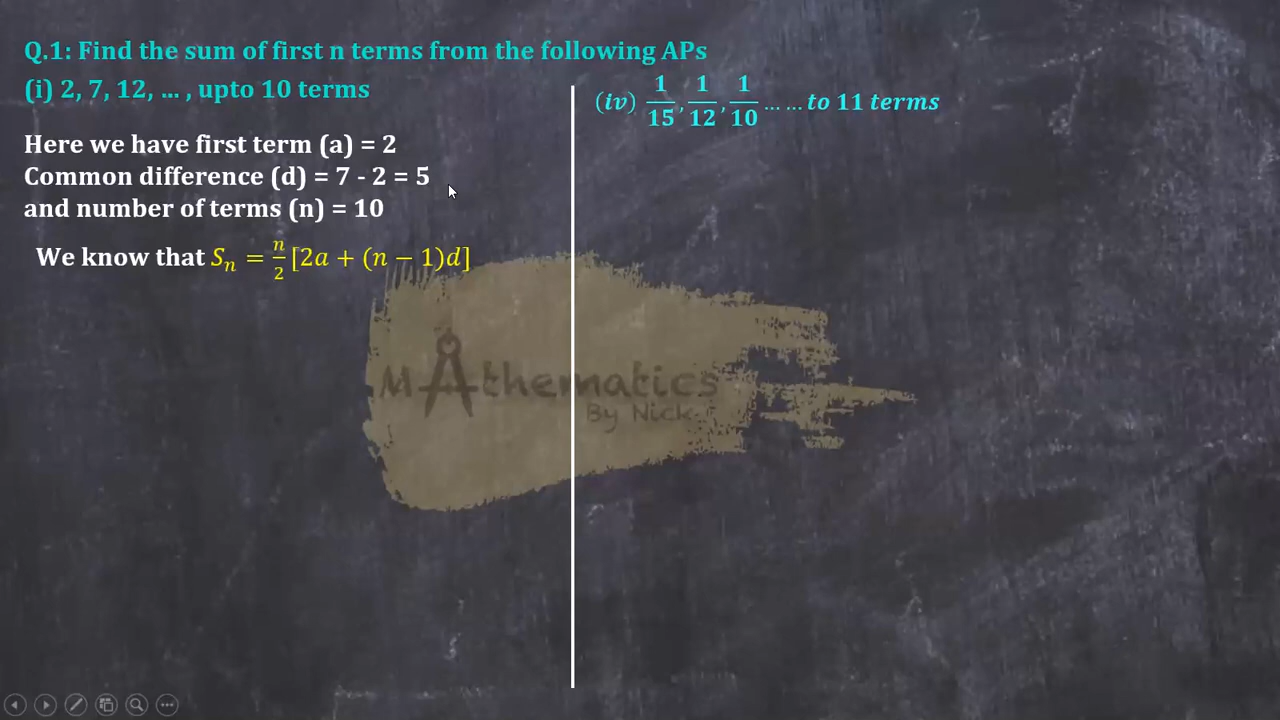 Q.1: Find the sum of first n terms from the following APs
(i) 2, 7, 12, ... , upto 10 terms
Here we have first term (a) = 2
Common difference (d) = 7 - 2 = 5
and number of terms (n) = 10
We know that Sₙ = n/2 [2a + (n − 1)d]
(iv) 1/15, 1/12, 1/10 ... ... to 11 terms
MAthematics
By Nick